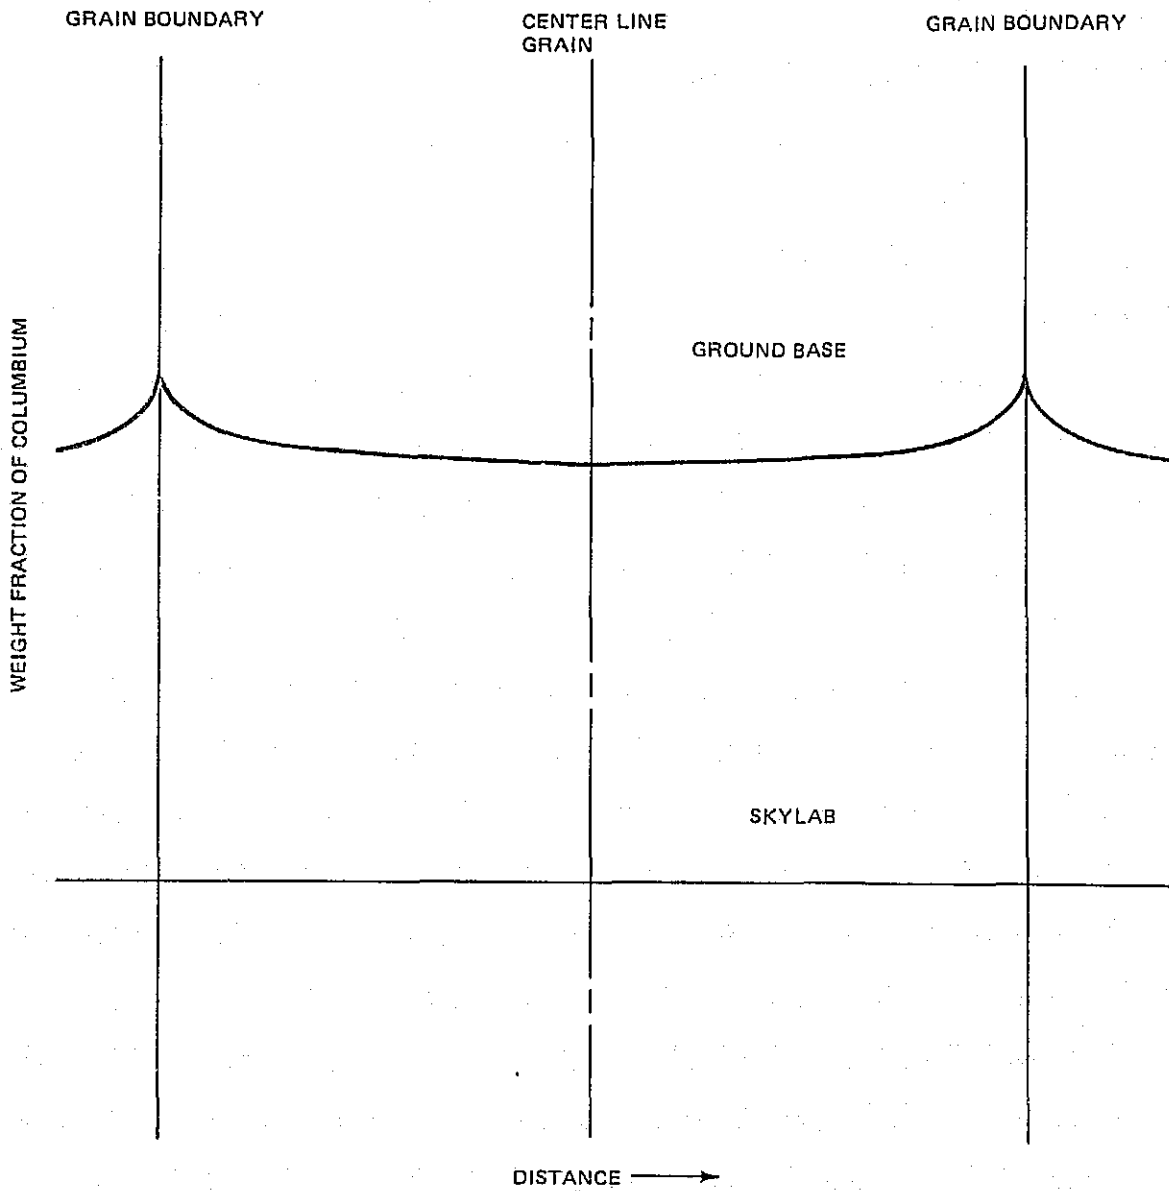 GRAIN BOUNDARY
CENTER LINE
GRAIN
GRAIN BOUNDARY
GROUND BASE
WEIGHT FRACTION OF COLUMBIUM
SKYLAB
DISTANCE